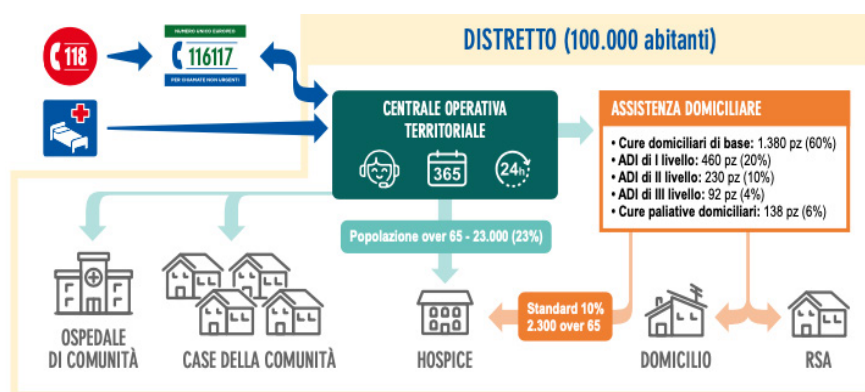 NUMERO UNICO EUROPEO
118
116117
PER CHIAMATE NON URGENTI
DISTRETTO (100.000 abitanti)
CENTRALE OPERATIVA
TERRITORIALE
365
24h
ASSISTENZA DOMICILIARE
• Cure domiciliari di base: 1.380 pz (60%)
• ADI di I livello: 460 pz (20%)
• ADI di II livello: 230 pz (10%)
• ADI di III livello: 92 pz (4%)
• Cure paliative domiciliari: 138 pz (6%)
Popolazione over 65 - 23.000 (23%)
Standard 10%
2.300 over 65
OSPEDALE
DI COMUNITÀ
CASE DELLA COMUNITÀ
HOSPICE
DOMICILIO
RSA